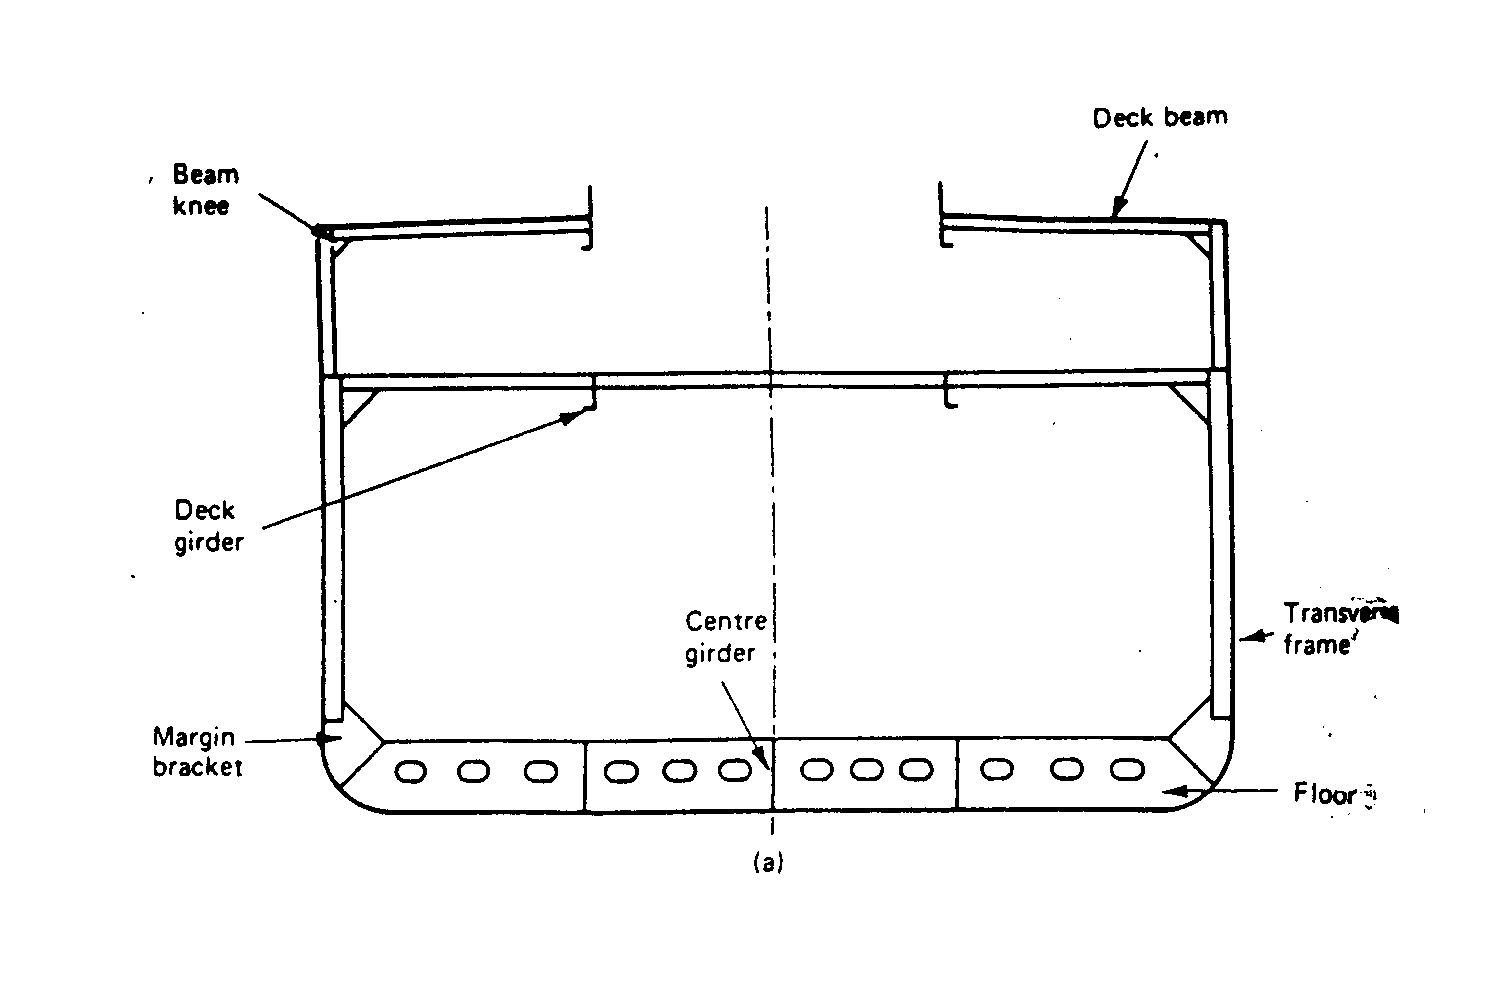 Deck beam
Beam
knee
Deck
girder
Centre
girder
Transverse
frame
Margin
bracket
Floor
(a)